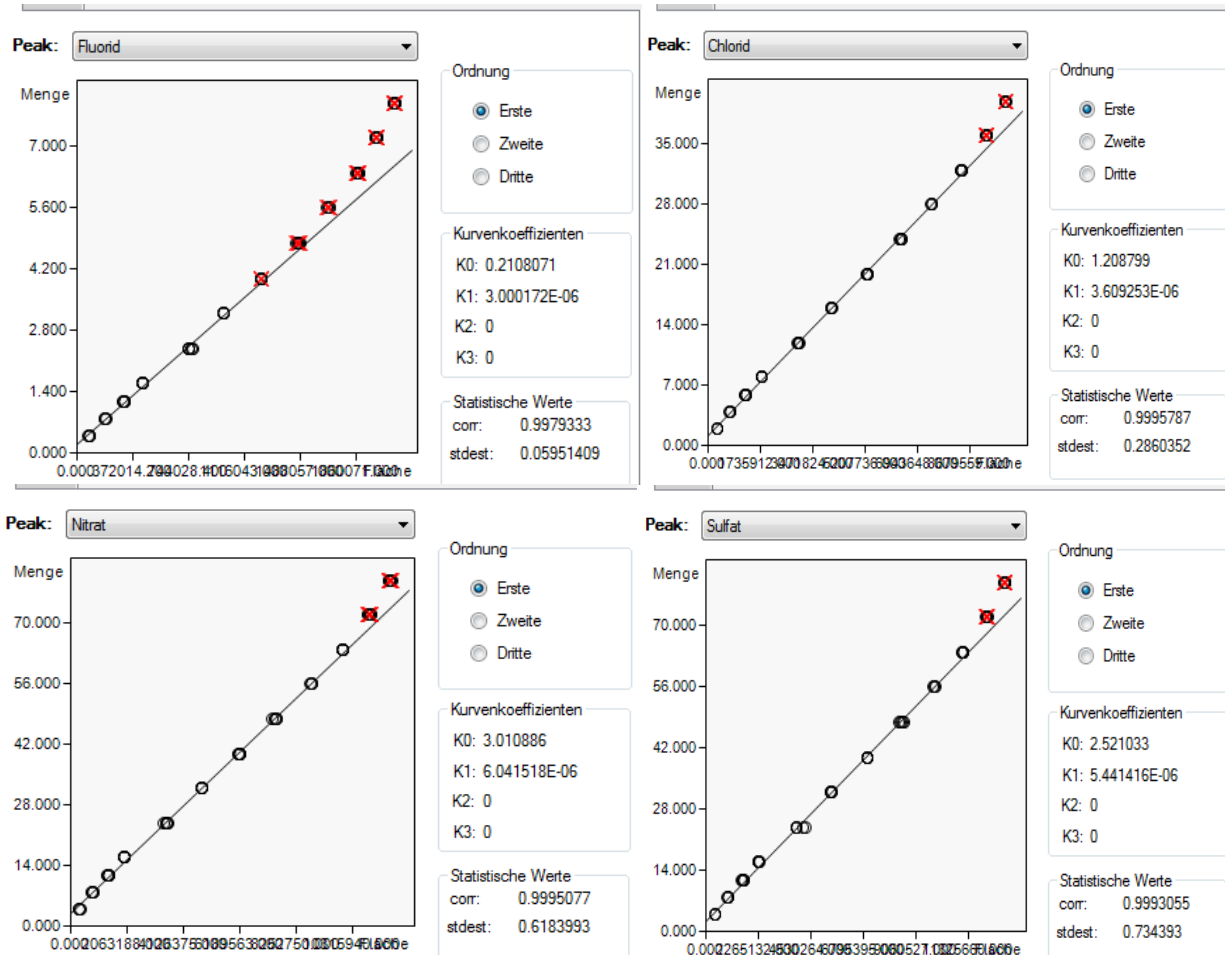 Peak: Fluorid
Menge
7.000
5.600
4.200
2.800
1.400
0.000
Ordnung
Erste
Zweite
Dritte
Kurvenkoeffizienten
K0: 0.2108071
K1: 3.000172E-06
K2: 0
K3: 0
Statistische Werte
corr: 0.9979333
stdest: 0.05951409
Peak: Chlorid
Menge
35.000
28.000
21.000
14.000
7.000
0.000
Ordnung
Erste
Zweite
Dritte
Kurvenkoeffizienten
K0: 1.208799
K1: 3.609253E-06
K2: 0
K3: 0
Statistische Werte
corr: 0.9995787
stdest: 0.2860352
Peak: Nitrat
Menge
70.000
56.000
42.000
28.000
14.000
0.000
Ordnung
Erste
Zweite
Dritte
Kurvenkoeffizienten
K0: 3.010886
K1: 6.041518E-06
K2: 0
K3: 0
Statistische Werte
corr: 0.9995077
stdest: 0.6183993
Peak: Sulfat
Menge
70.000
56.000
42.000
28.000
14.000
0.000
Ordnung
Erste
Zweite
Dritte
Kurvenkoeffizienten
K0: 2.521033
K1: 5.441416E-06
K2: 0
K3: 0
Statistische Werte
corr: 0.9993055
stdest: 0.734393